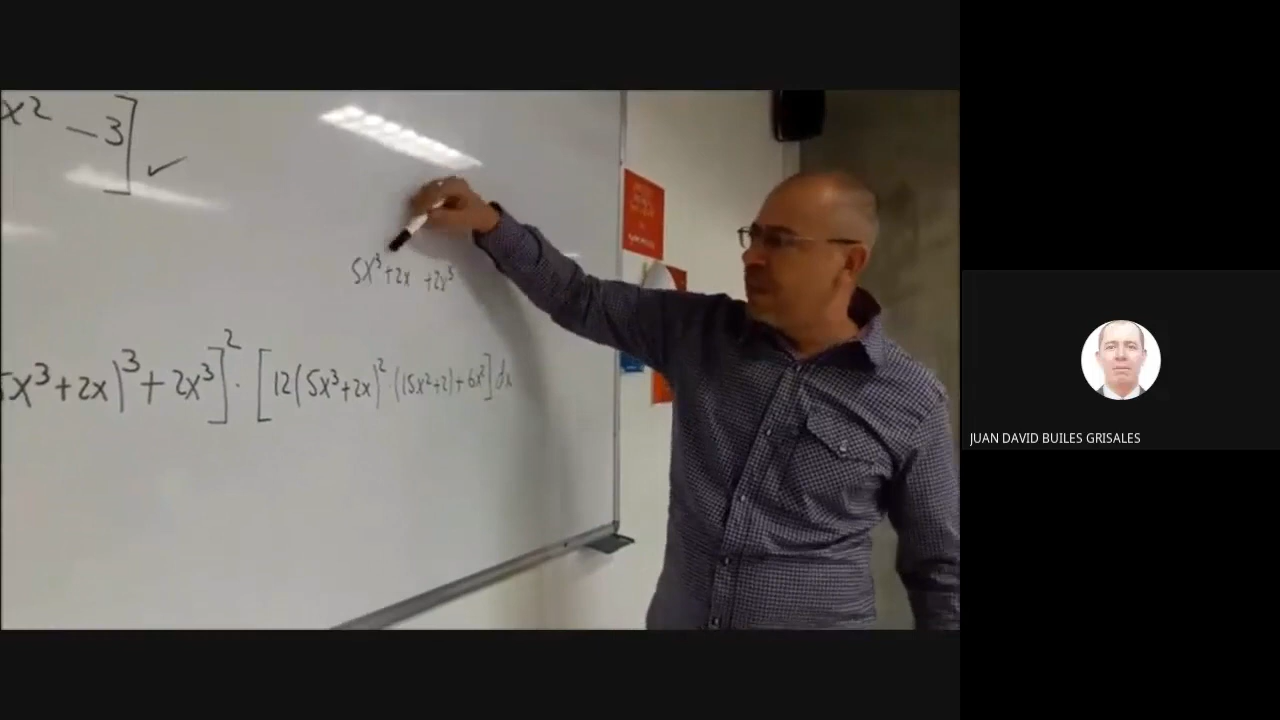 x² - 3] ✓
5x³+2x +2x³
5x³+2x)³+2x³]² · [12(5x³+2x)² · (15x²+2)+6x²]dx
JUAN DAVID BUILES GRISALES